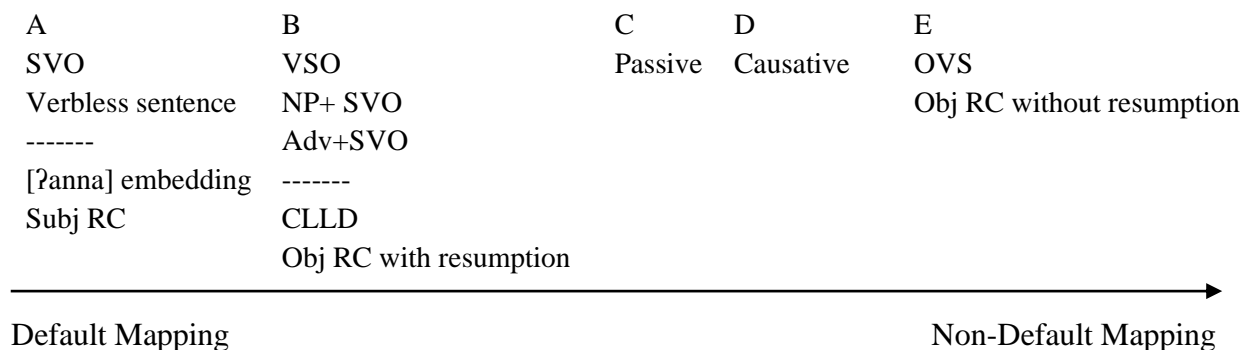 A B C D E
SVO VSO Passive Causative OVS
Verbless sentence NP+ SVO Obj RC without resumption
------- Adv+SVO
[ʔanna] embedding -------
Subj RC CLLD
Obj RC with resumption
Default Mapping Non-Default Mapping